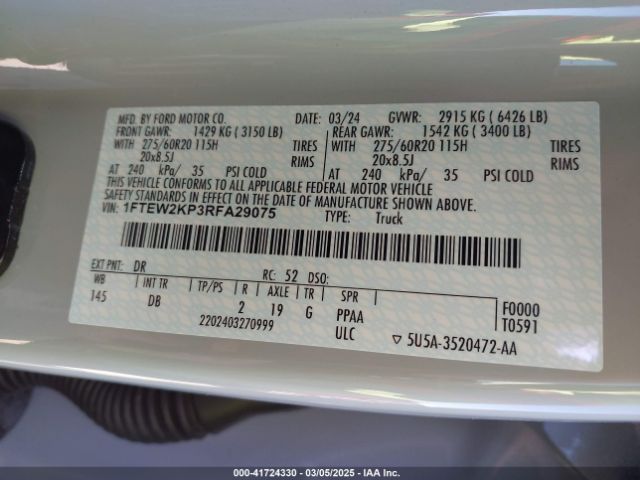 MFD. BY FORD MOTOR CO. DATE: 03/24 GVWR: 2915 KG ( 6426 LB)
FRONT GAWR: 1429 KG ( 3150 LB) REAR GAWR: 1542 KG ( 3400 LB)
WITH 275/60R20 115H TIRES WITH 275/60R20 115H TIRES
20x8.5J RIMS 20x8.5J RIMS
AT 240 kPa/ 35 PSI COLD AT 240 kPa/ 35 PSI COLD
THIS VEHICLE CONFORMS TO ALL APPLICABLE FEDERAL MOTOR VEHICLE
SAFETY STANDARDS IN EFFECT ON THE DATE OF MANUFACTURE SHOWN ABOVE.
VIN: 1FTEW2KP3RFA29075 TYPE: Truck
EXT PNT: DR RC: 52 DSO:
WB INT TR TP/PS R AXLE TR SPR F0000
145 DB 2 19 G PPAA T0591
2202403270999 ULC ▽ 5U5A-3520472-AA
000-41724330 — 03/05/2025 — IAA Inc.